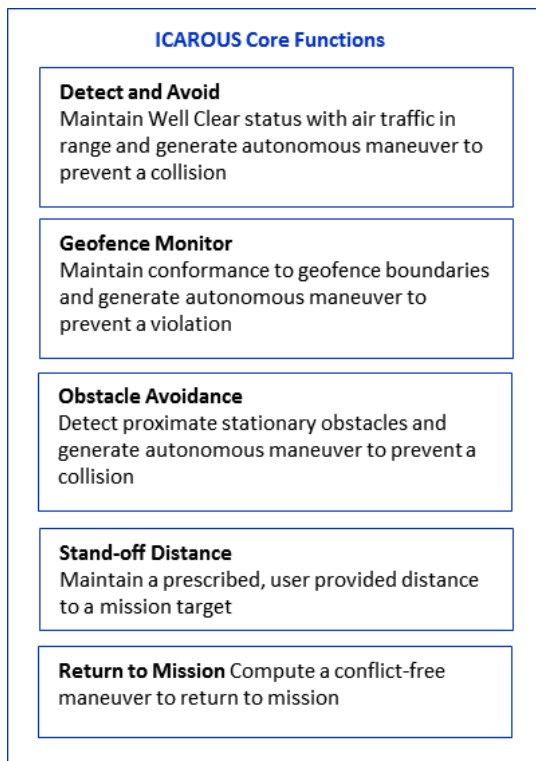 ICAROUS Core Functions
Detect and Avoid
Maintain Well Clear status with air traffic in
range and generate autonomous maneuver to
prevent a collision
Geofence Monitor
Maintain conformance to geofence boundaries
and generate autonomous maneuver to
prevent a violation
Obstacle Avoidance
Detect proximate stationary obstacles and
generate autonomous maneuver to prevent a
collision
Stand-off Distance
Maintain a prescribed, user provided distance
to a mission target
Return to Mission Compute a conflict-free
maneuver to return to mission